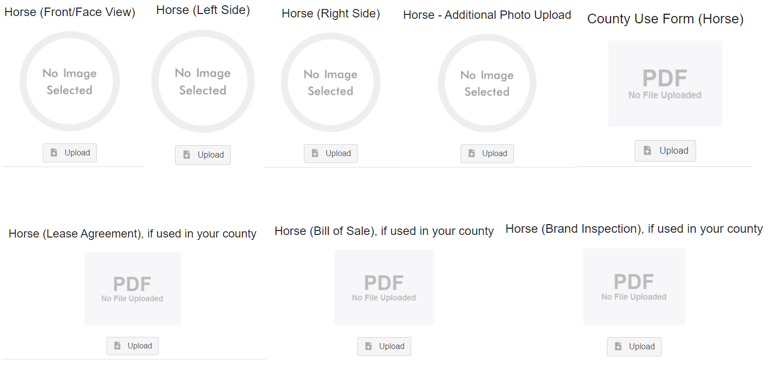 Horse (Front/Face View)
Horse (Left Side)
Horse (Right Side)
Horse - Additional Photo Upload
County Use Form (Horse)
No Image
Selected
No Image
Selected
No Image
Selected
No Image
Selected
PDF
No File Uploaded
Upload
Upload
Upload
Upload
Upload
Horse (Lease Agreement), if used in your county
Horse (Bill of Sale), if used in your county
Horse (Brand Inspection), if used in your county
PDF
No File Uploaded
PDF
No File Uploaded
PDF
No File Uploaded
Upload
Upload
Upload